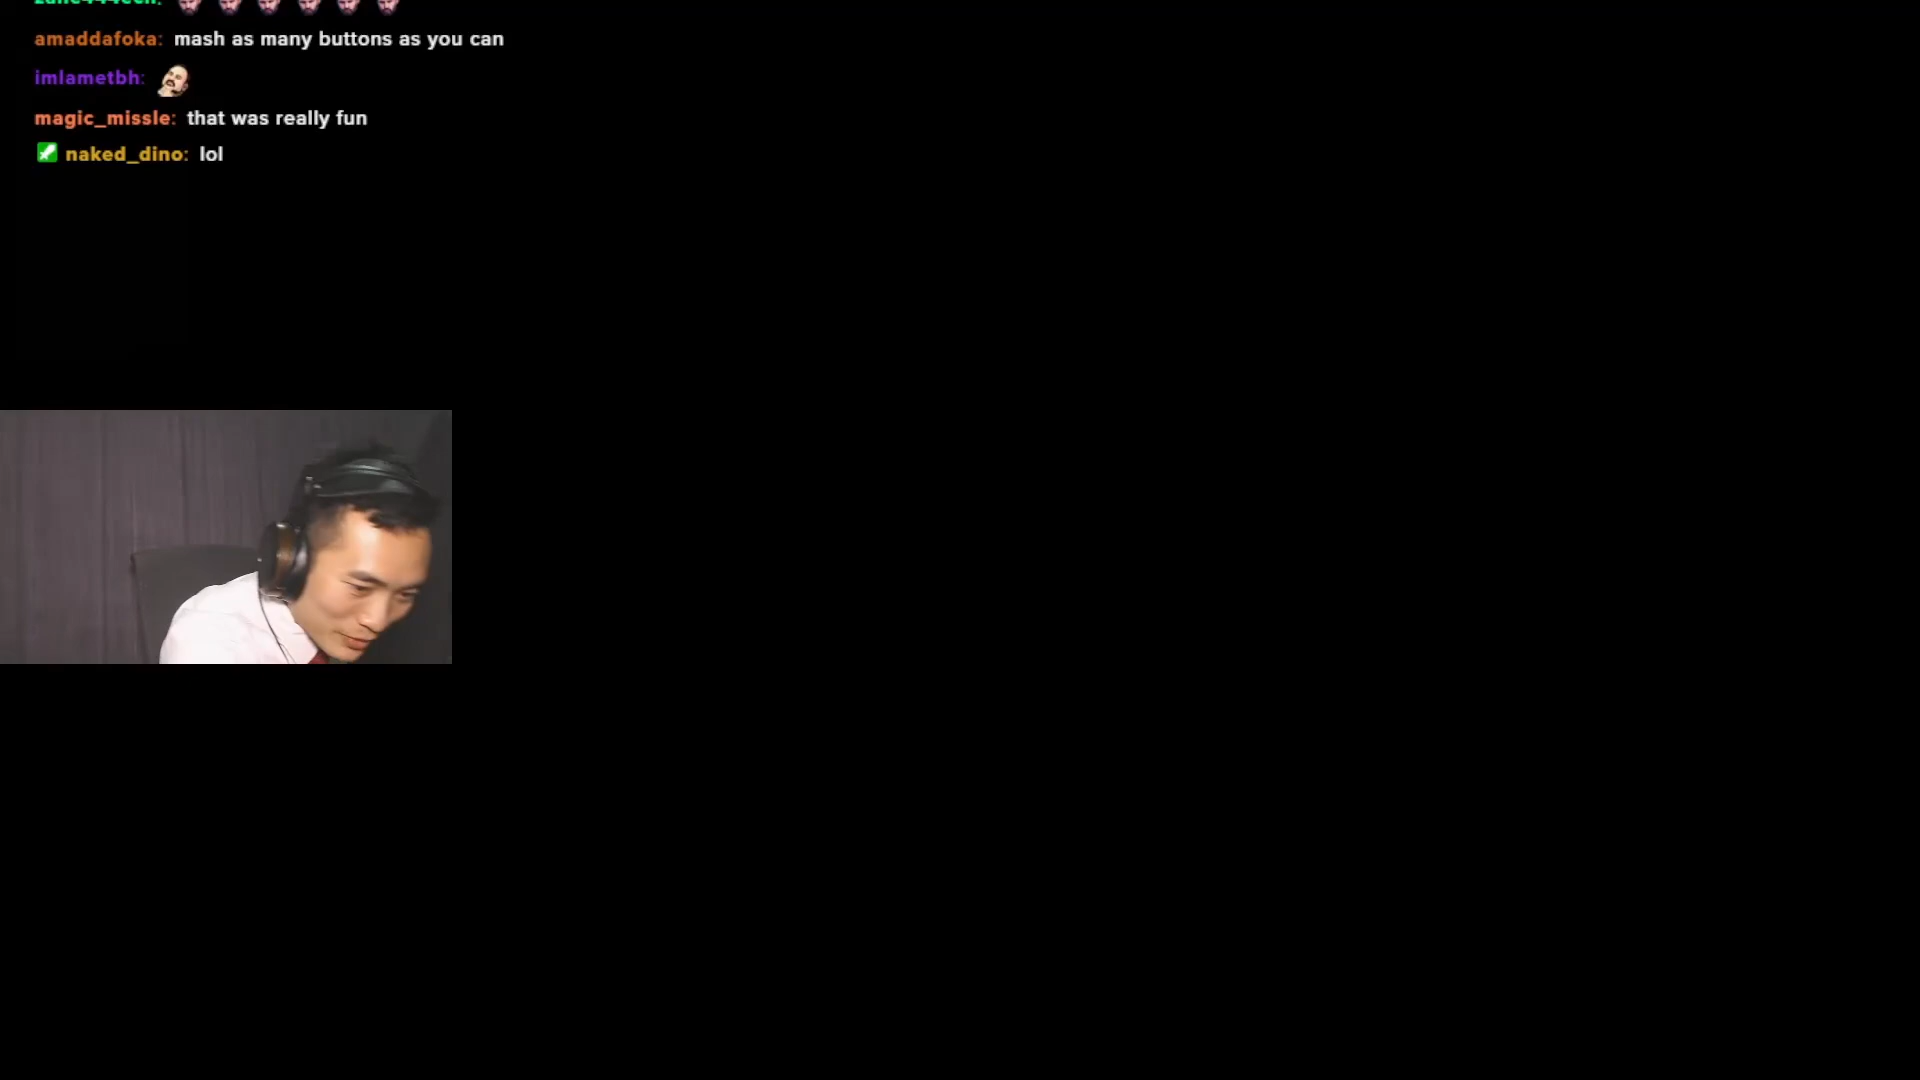 amaddafoka: mash as many buttons as you can
imlametbh:
magic_missle: that was really fun
naked_dino: lol